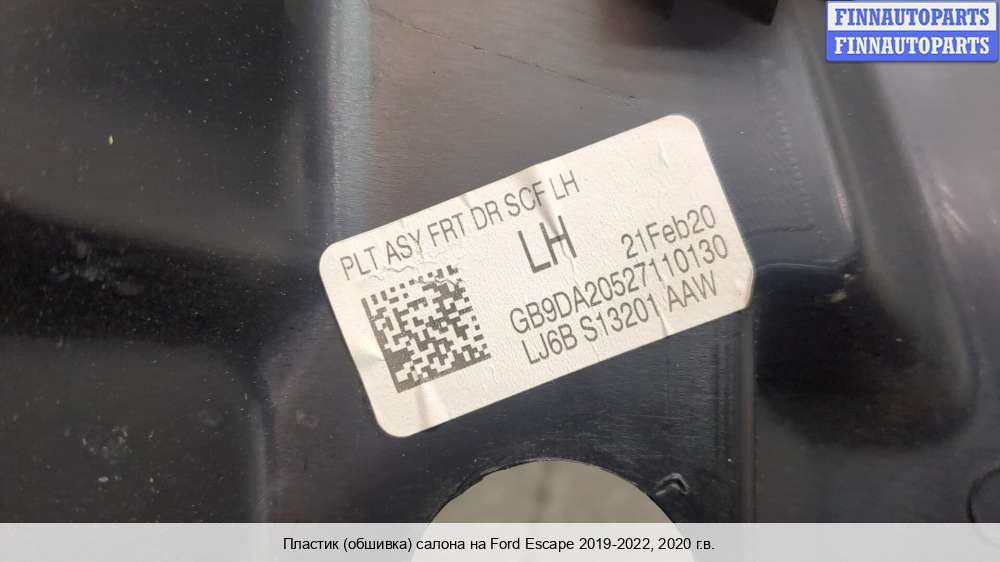 FINNAUTOPARTS
FINNAUTOPARTS
PLT ASY FRT DR SCF LH
LH
21Feb20
GB9DA20527110130
LJ6B S13201 AAW
Пластик (обшивка) салона на Ford Escape 2019-2022, 2020 г.в.